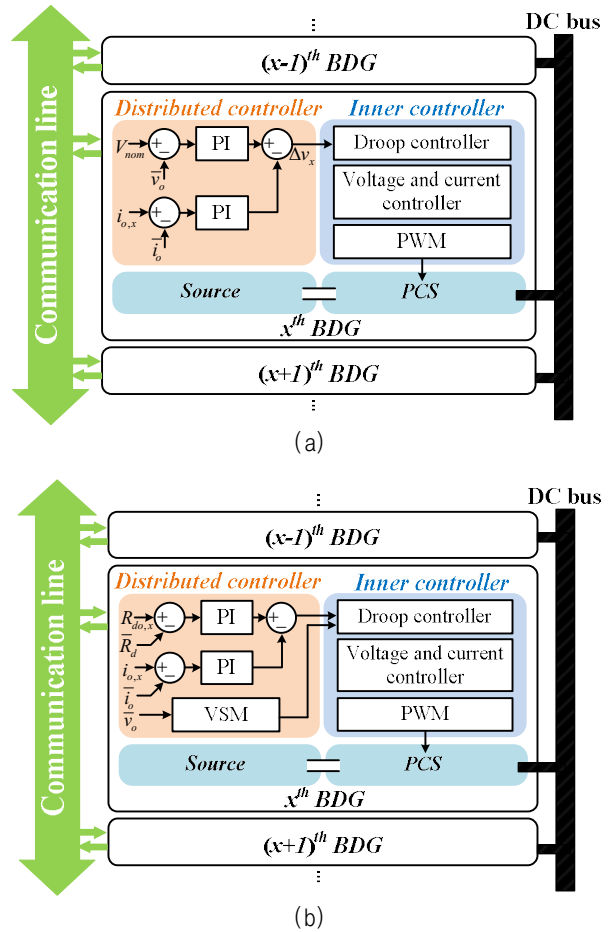 ⋮
DC bus
(x-1)th BDG
Communication line
Distributed controller
Inner controller
Vnom
+
−
PI
+
−
Δvx
Droop controller
v̅o
Voltage and current
controller
io,x
+
−
PI
i̅o
PWM
Source
PCS
xth BDG
(x+1)th BDG
⋮
(a)
⋮
DC bus
(x-1)th BDG
Communication line
Distributed controller
Inner controller
Rdo,x
+
−
PI
+
−
Droop controller
R̅d
io,x
+
−
PI
Voltage and current
controller
i̅o
v̅o
VSM
PWM
Source
PCS
xth BDG
(x+1)th BDG
⋮
(b)